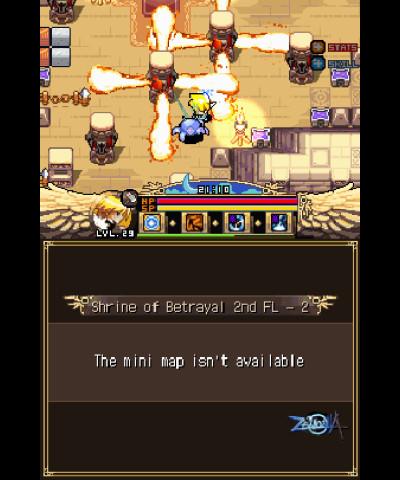 STATS
SKILL
21:10
HP
SP
LVL.29
Shrine of Betrayal 2nd FL - 2
The mini map isn't available
ZENONIA